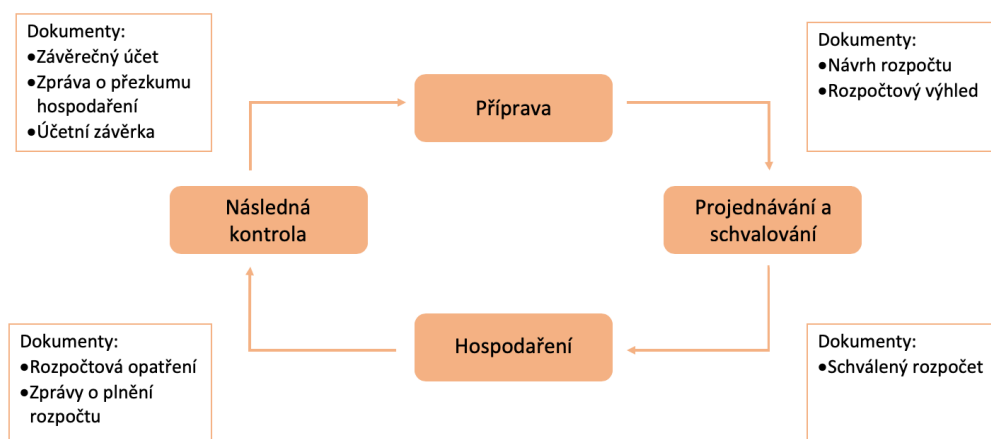 Dokumenty:
•Závěrečný účet
•Zpráva o přezkumu
hospodaření
•Účetní závěrka
Příprava
Dokumenty:
•Návrh rozpočtu
•Rozpočtový výhled
Následná
kontrola
Projednávání a
schvalování
Dokumenty:
•Rozpočtová opatření
•Zprávy o plnění
rozpočtu
Hospodaření
Dokumenty:
•Schválený rozpočet